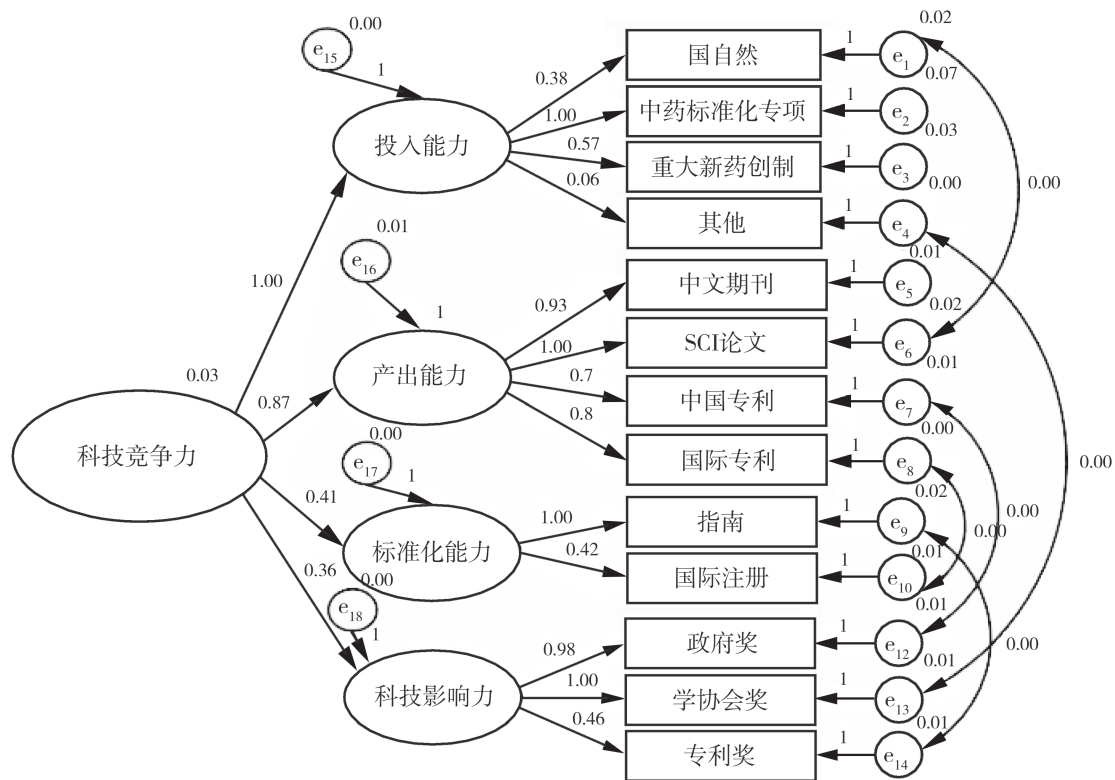 0.00
e15
1
投入能力
0.38
1.00
0.57
0.06
国自然
1
e1
0.02
中药标准化专项
1
e2
0.07
重大新药创制
1
e3
0.03
其他
1
e4
0.00
0.00
0.01
e16
1
1.00
产出能力
0.93
1.00
0.7
0.8
中文期刊
1
e5
0.01
SCI论文
1
e6
0.02
中国专利
1
e7
0.01
国际专利
1
e8
0.00
0.00
0.03
科技竞争力
0.87
0.41
0.36
0.00
e17
1
标准化能力
1.00
0.42
指南
1
e9
0.02
国际注册
1
e10
0.01
0.00
0.00
0.00
e18
1
科技影响力
0.98
1.00
0.46
政府奖
1
e12
0.01
学协会奖
1
e13
0.01
专利奖
1
e14
0.01
0.00